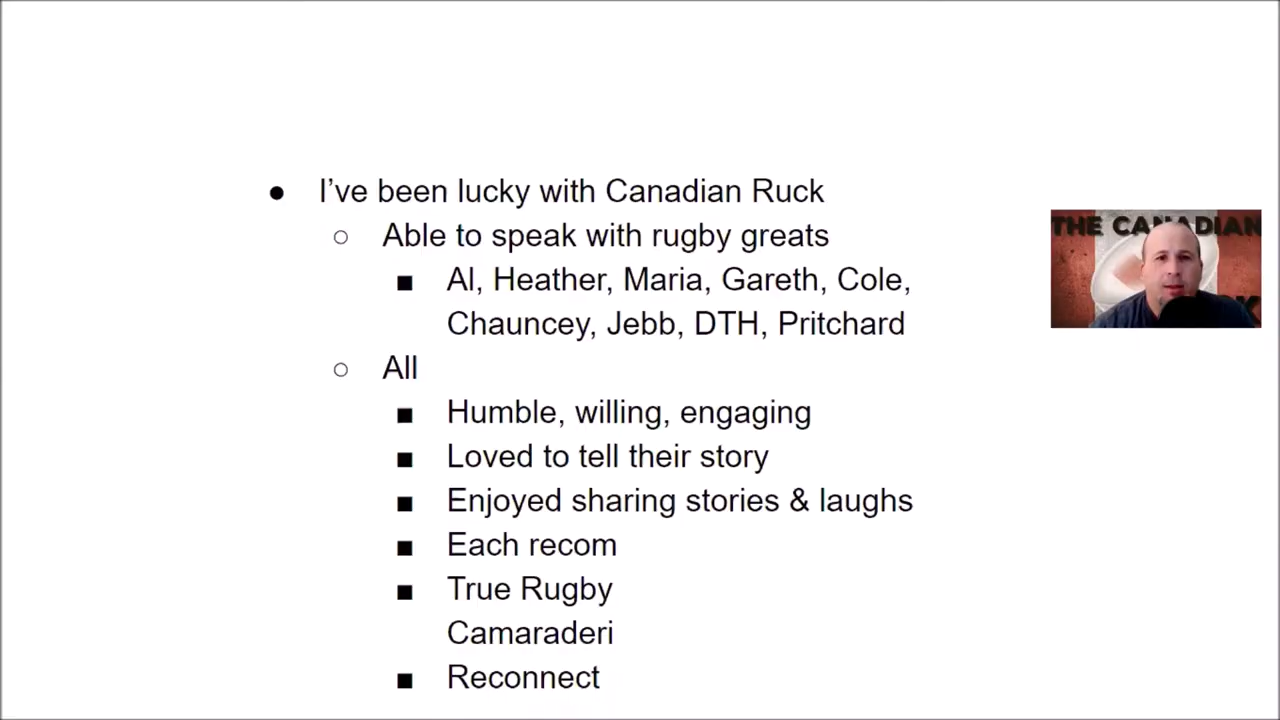 ● I've been lucky with Canadian Ruck
○ Able to speak with rugby greats
■ Al, Heather, Maria, Gareth, Cole,
Chauncey, Jebb, DTH, Pritchard
○ All
■ Humble, willing, engaging
■ Loved to tell their story
■ Enjoyed sharing stories & laughs
■ Each recom
■ True Rugby
Camaraderi
■ Reconnect
THE CANADIAN